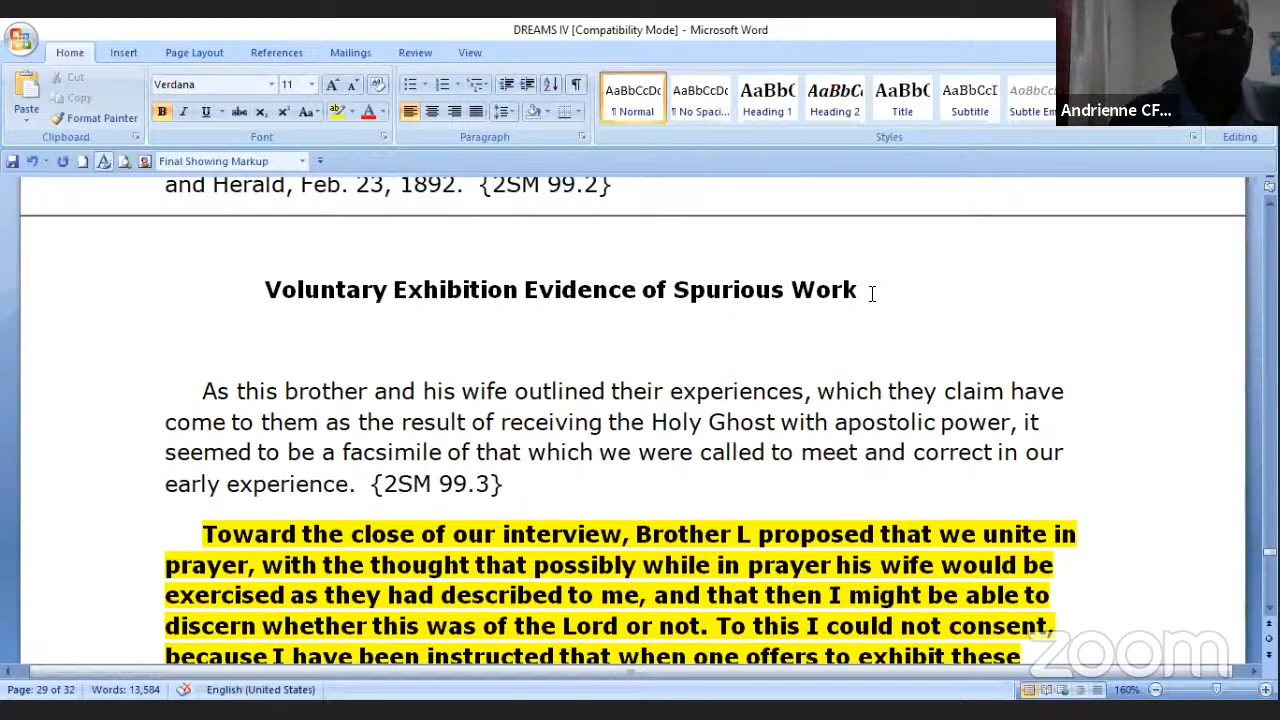 DREAMS IV [Compatibility Mode] - Microsoft Word
Home Insert Page Layout References Mailings Review View
Paste
Cut
Copy
Format Painter
Clipboard
Verdana 11
Font
Paragraph
AaBbCcDc AaBbCcDc AaBbC AaBbCc AaBbC AaBbCcI AaBbCcDc
¶ Normal ¶ No Spaci... Heading 1 Heading 2 Title Subtitle Subtle Em
Styles
Editing
Andrienne CF...
Final Showing Markup
and Herald, Feb. 23, 1892. {2SM 99.2}
Voluntary Exhibition Evidence of Spurious Work
As this brother and his wife outlined their experiences, which they claim have
come to them as the result of receiving the Holy Ghost with apostolic power, it
seemed to be a facsimile of that which we were called to meet and correct in our
early experience. {2SM 99.3}
Toward the close of our interview, Brother L proposed that we unite in
prayer, with the thought that possibly while in prayer his wife would be
exercised as they had described to me, and that then I might be able to
discern whether this was of the Lord or not. To this I could not consent,
because I have been instructed that when one offers to exhibit these
zoom
Page: 29 of 32 Words: 13,584 English (United States) 160%